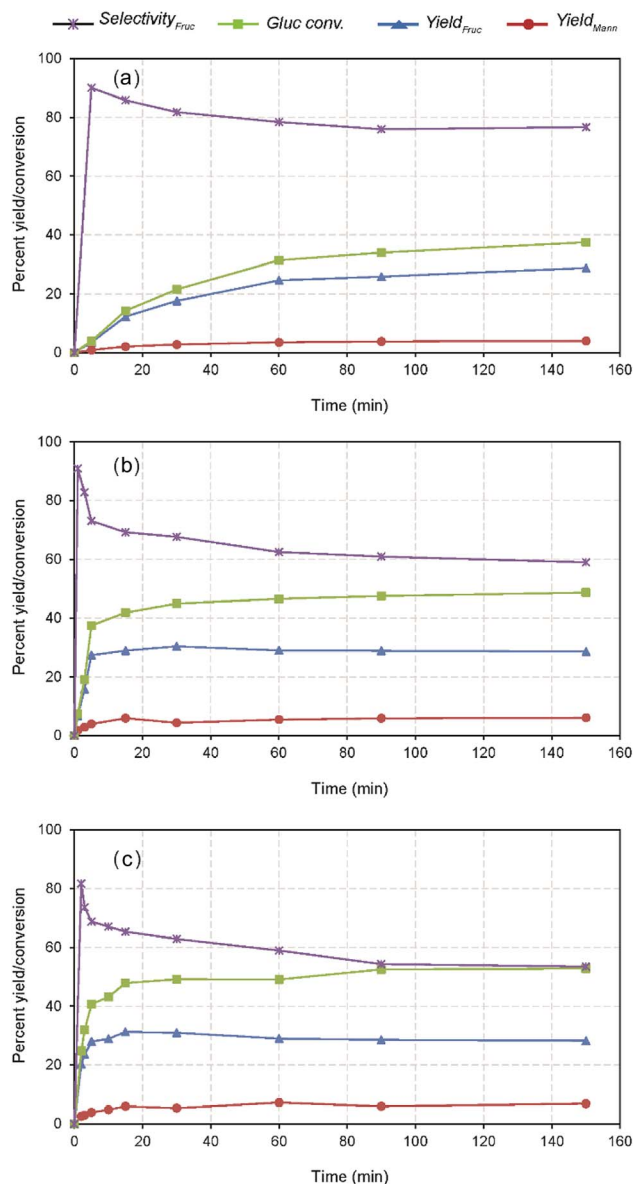 Selectivity_Fruc Gluc conv. Yield_Fruc Yield_Mann
(a)
100
80
60
40
20
0
Percent yield/conversion
0 20 40 60 80 100 120 140 160
Time (min)
(b)
100
80
60
40
20
0
Percent yield/conversion
0 20 40 60 80 100 120 140 160
Time (min)
(c)
100
80
60
40
20
0
Percent yield/conversion
0 20 40 60 80 100 120 140 160
Time (min)